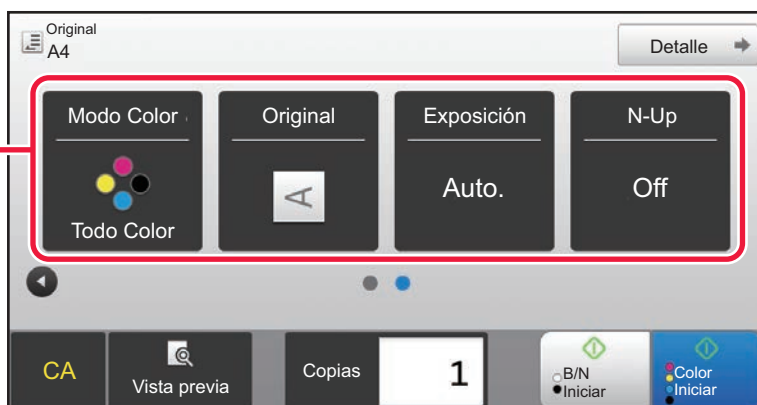 Original
A4
Detalle
Modo Color
Original
Exposición
N-Up
A
Todo Color
Auto.
Off
CA
Vista previa
Copias
1
B/N
Iniciar
Color
Iniciar